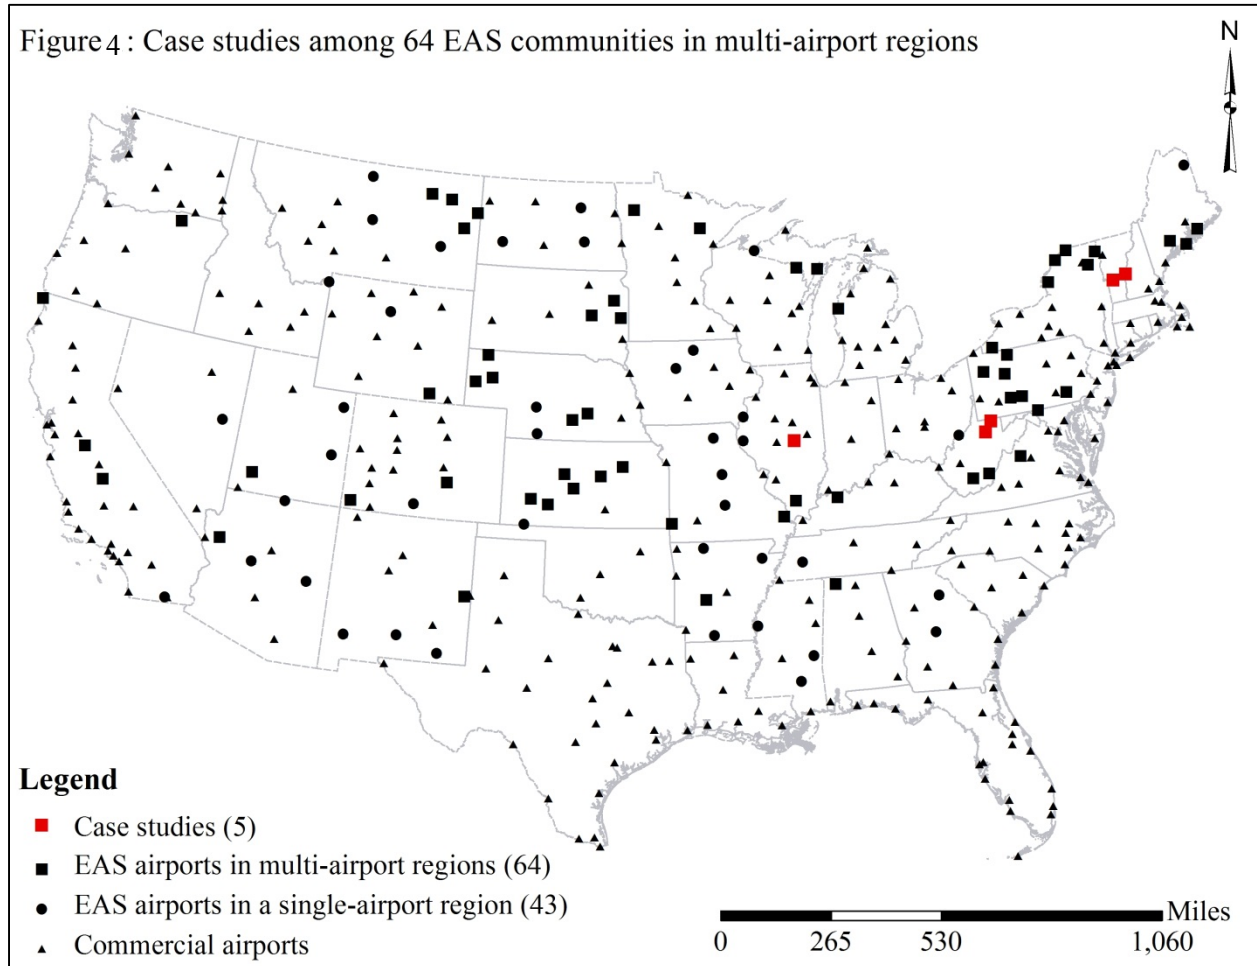 Figure 4 : Case studies among 64 EAS communities in multi-airport regions
N
Legend
Case studies (5)
EAS airports in multi-airport regions (64)
EAS airports in a single-airport region (43)
Commercial airports
Miles
0 265 530 1,060